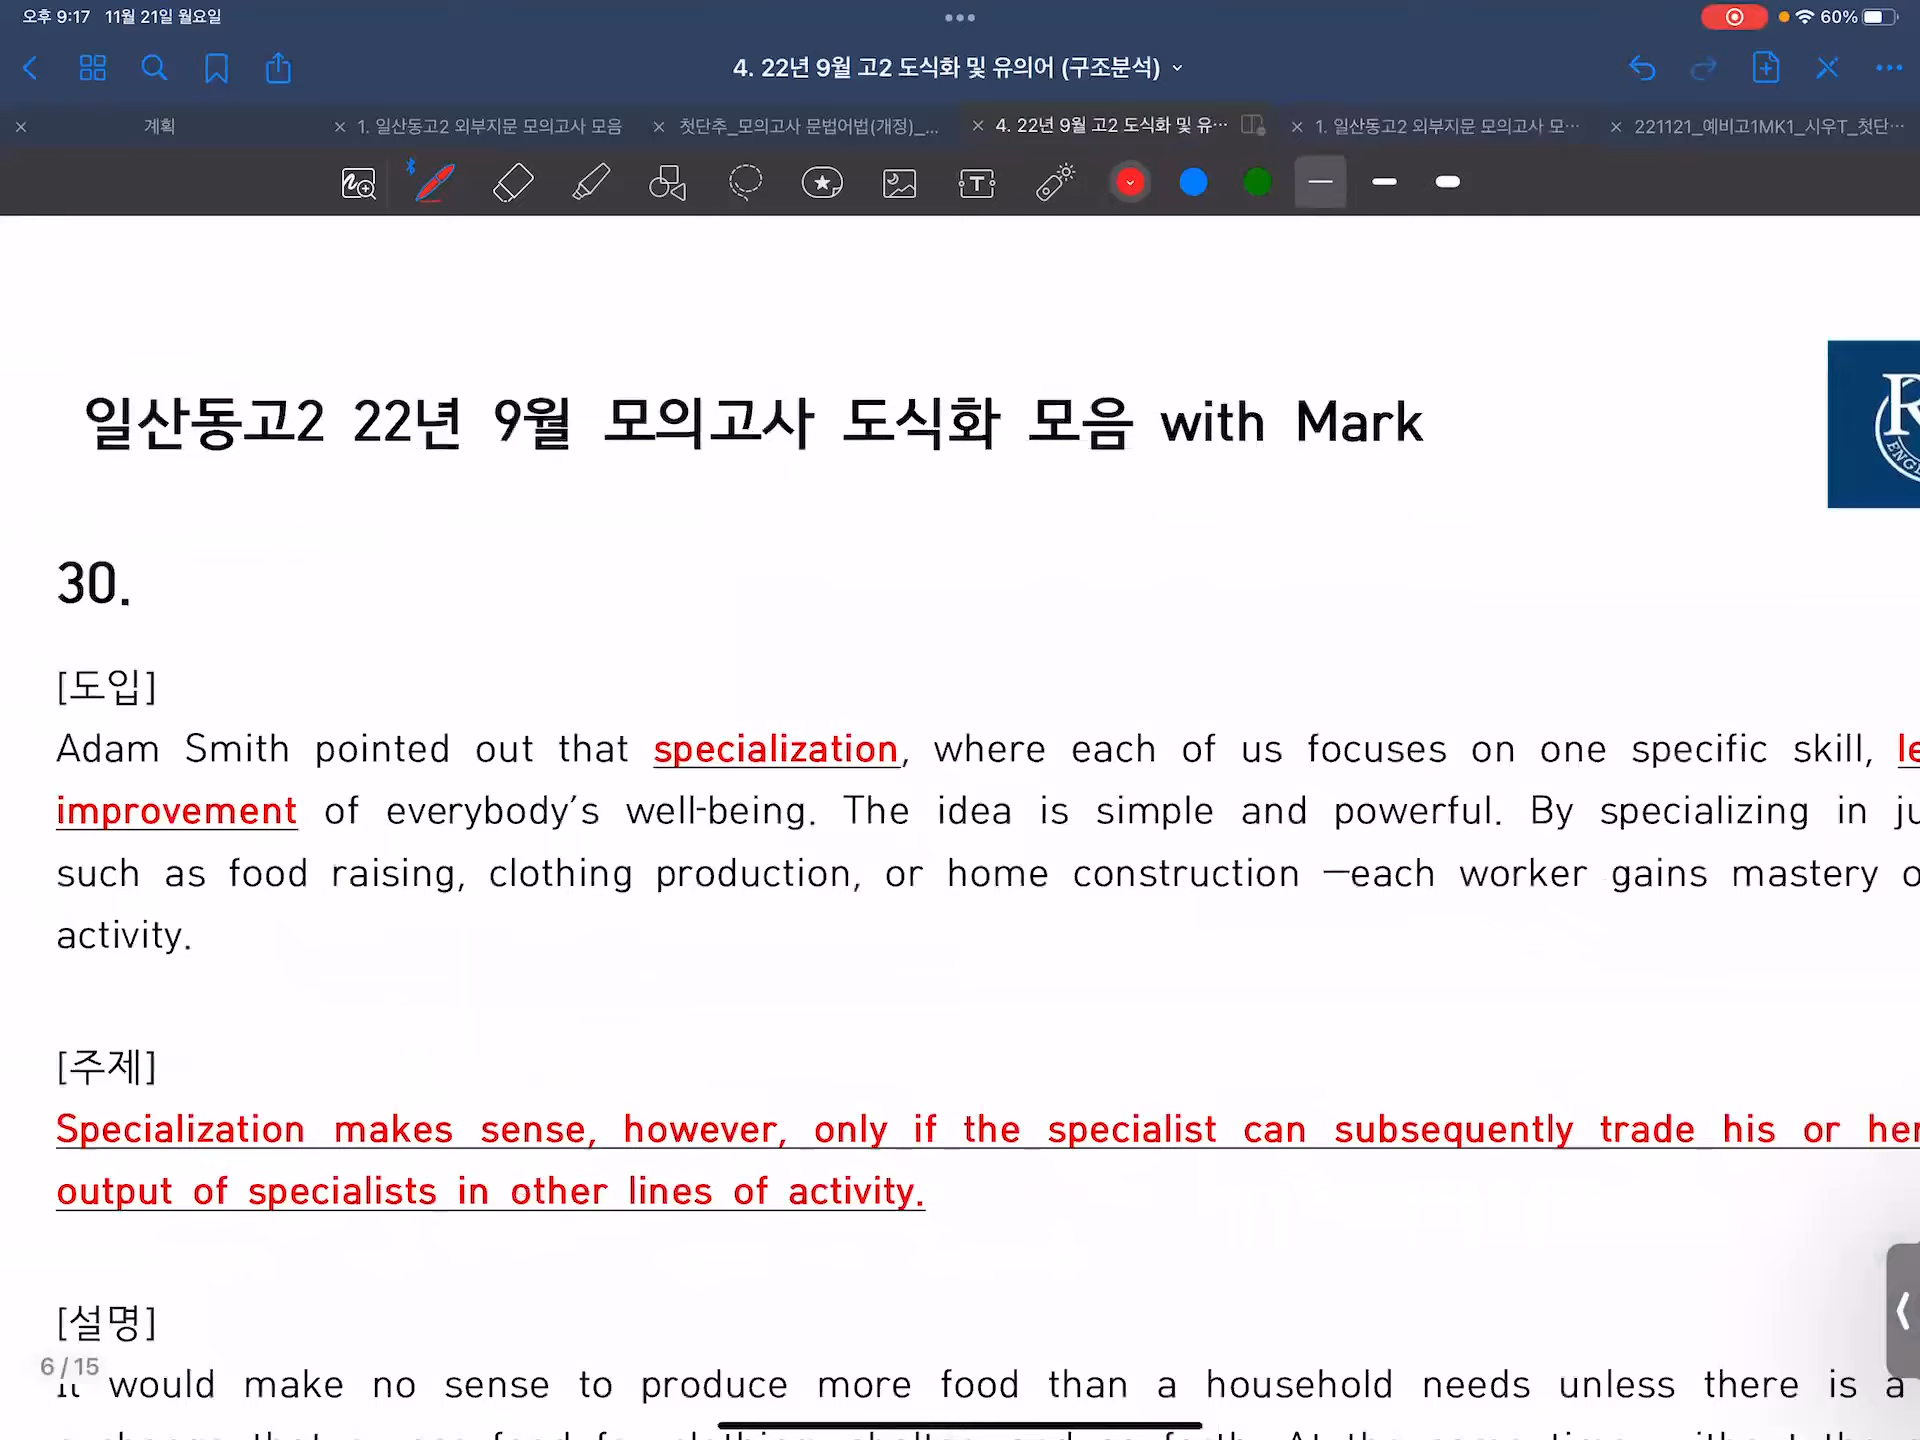 오후 9:17 11월 21일 월요일
60%
4. 22년 9월 고2 도식화 및 유의어 (구조분석)
계획
1. 일산동고2 외부지문 모의고사 모음
첫단추_모의고사 문법어법(개정)_...
4. 22년 9월 고2 도식화 및 유...
1. 일산동고2 외부지문 모의고사 모...
221121_예비고1MK1_시우T_첫단...
일산동고2 22년 9월 모의고사 도식화 모음 with Mark
30.
[도입]
Adam Smith pointed out that specialization, where each of us focuses on one specific skill, le
improvement of everybody's well-being. The idea is simple and powerful. By specializing in ju
such as food raising, clothing production, or home construction —each worker gains mastery o
activity.
[주제]
Specialization makes sense, however, only if the specialist can subsequently trade his or her
output of specialists in other lines of activity.
[설명]
6 / 15
It would make no sense to produce more food than a household needs unless there is a